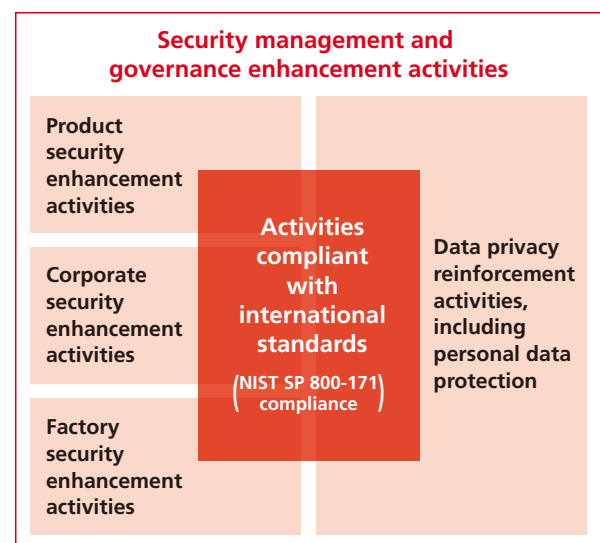 Security management and
governance enhancement activities
Product
security
enhancement
activities
Corporate
security
enhancement
activities
Factory
security
enhancement
activities
Activities
compliant
with
international
standards
(NIST SP 800-171)
compliance
Data privacy
reinforcement
activities,
including
personal data
protection